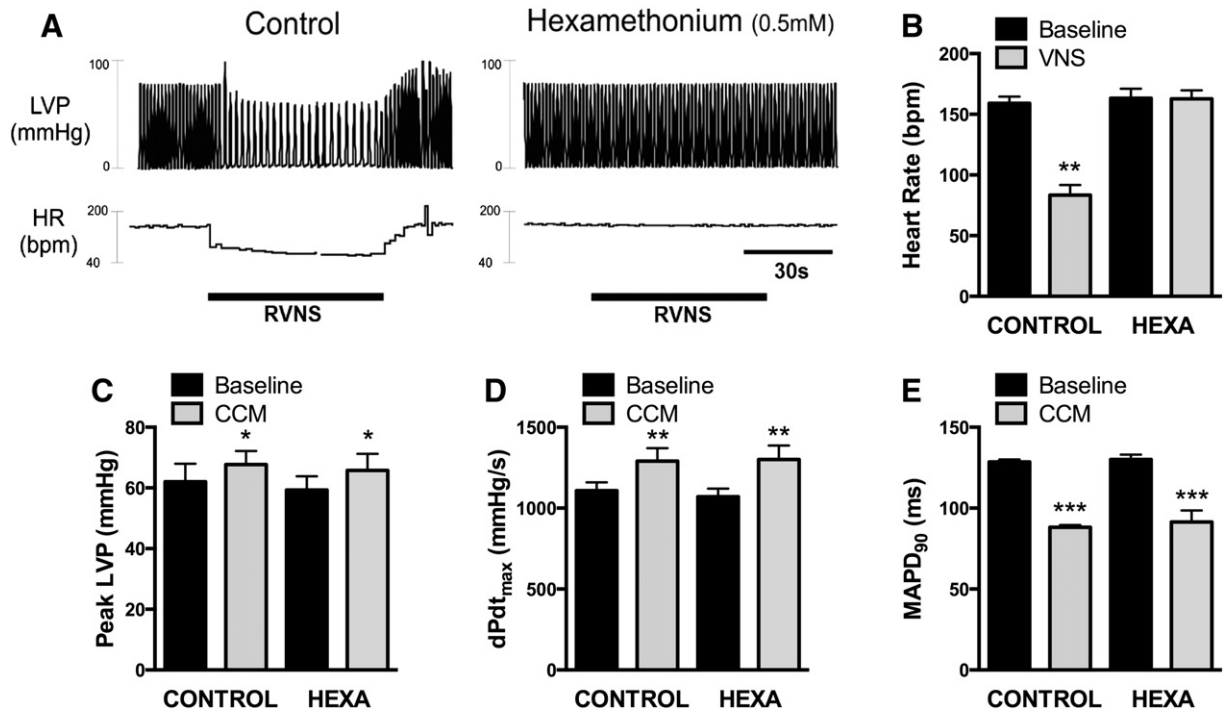 A
Control
Hexamethonium (0.5mM)
LVP
(mmHg)
100
0
100
0
HR
(bpm)
200
40
200
40
30s
RVNS
RVNS
B
Baseline
VNS
Heart Rate (bpm)
200
150
100
50
0
**
CONTROL HEXA
C
Baseline
CCM
Peak LVP (mmHg)
80
60
40
20
0
*
*
CONTROL HEXA
D
Baseline
CCM
dPdtmax (mmHg/s)
1500
1000
500
0
**
**
CONTROL HEXA
E
Baseline
CCM
MAPD90 (ms)
150
100
50
0
***
***
CONTROL HEXA